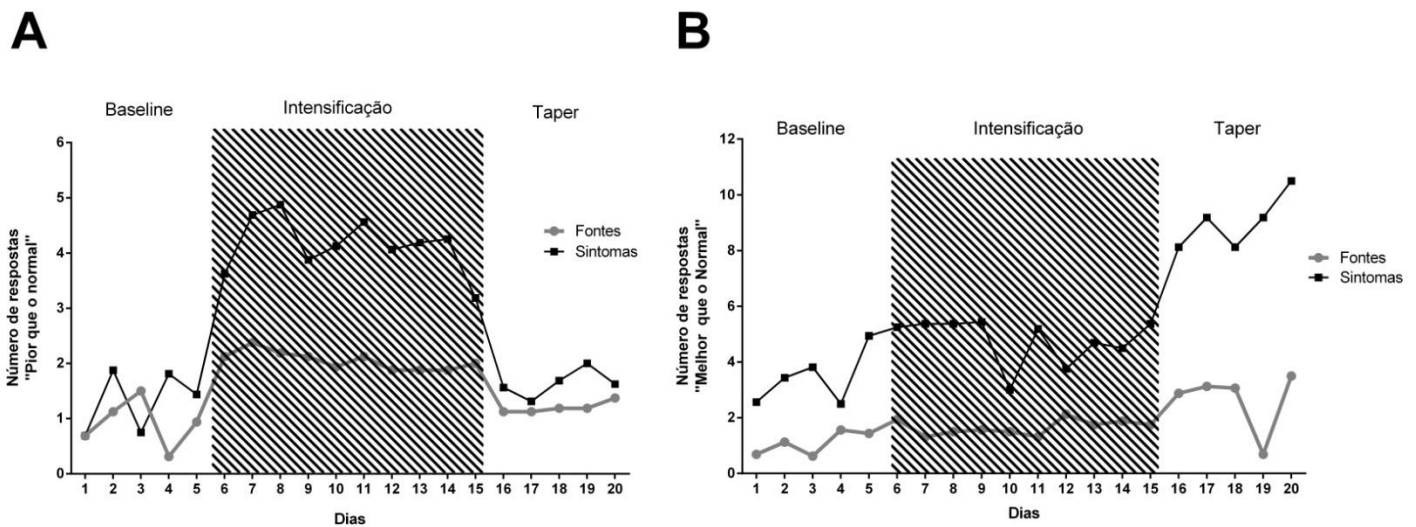 A
Baseline
Intensificação
Taper
Número de respostas
"Pior que o normal"
6
5
4
3
2
1
0
Fontes
Sintomas
1 2 3 4 5 6 7 8 9 10 11 12 13 14 15 16 17 18 19 20
Dias
B
Baseline
Intensificação
Taper
Número de respostas
"Melhor que o Normal"
12
10
8
6
4
2
0
Fontes
Sintomas
1 2 3 4 5 6 7 8 9 10 11 12 13 14 15 16 17 18 19 20
Dias